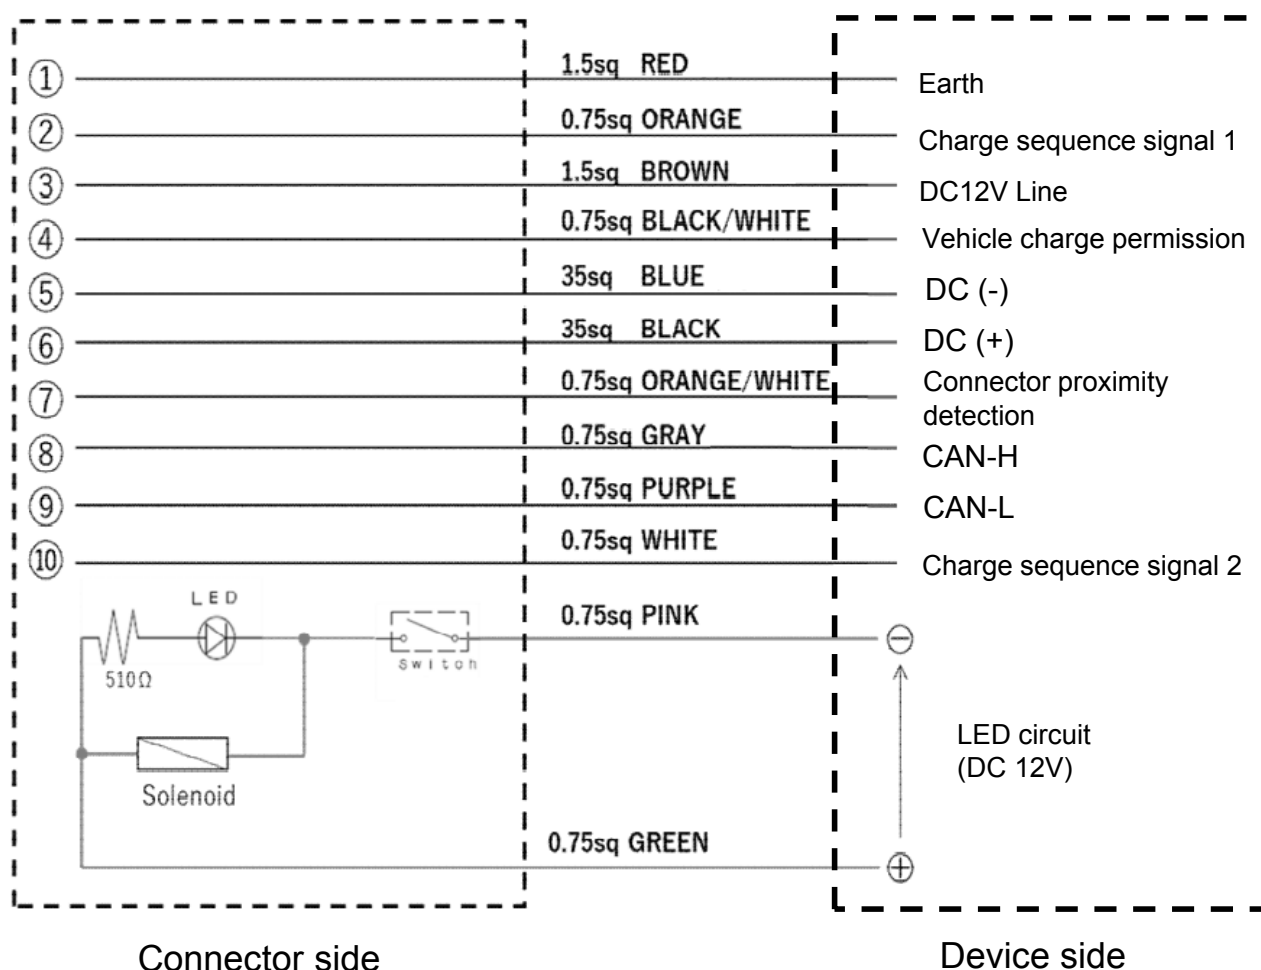 ① 1.5sq RED Earth
② 0.75sq ORANGE Charge sequence signal 1
③ 1.5sq BROWN DC12V Line
④ 0.75sq BLACK/WHITE Vehicle charge permission
⑤ 35sq BLUE DC (-)
⑥ 35sq BLACK DC (+)
⑦ 0.75sq ORANGE/WHITE Connector proximity
detection
⑧ 0.75sq GRAY CAN-H
⑨ 0.75sq PURPLE CAN-L
⑩ 0.75sq WHITE Charge sequence signal 2
LED
0.75sq PINK
Switch
510Ω
LED circuit
(DC 12V)
Solenoid
0.75sq GREEN
Connector side
Device side